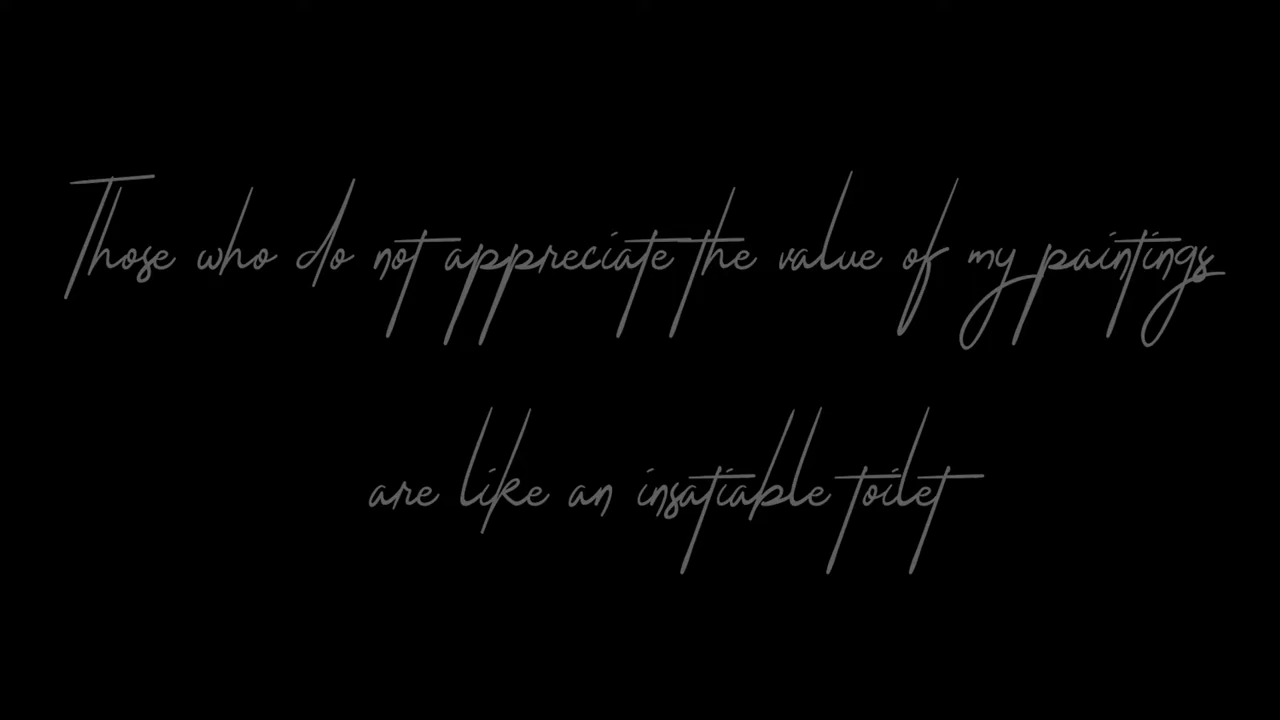 Those who do not appreciate the value of my paintings
are like an insatiable toilet